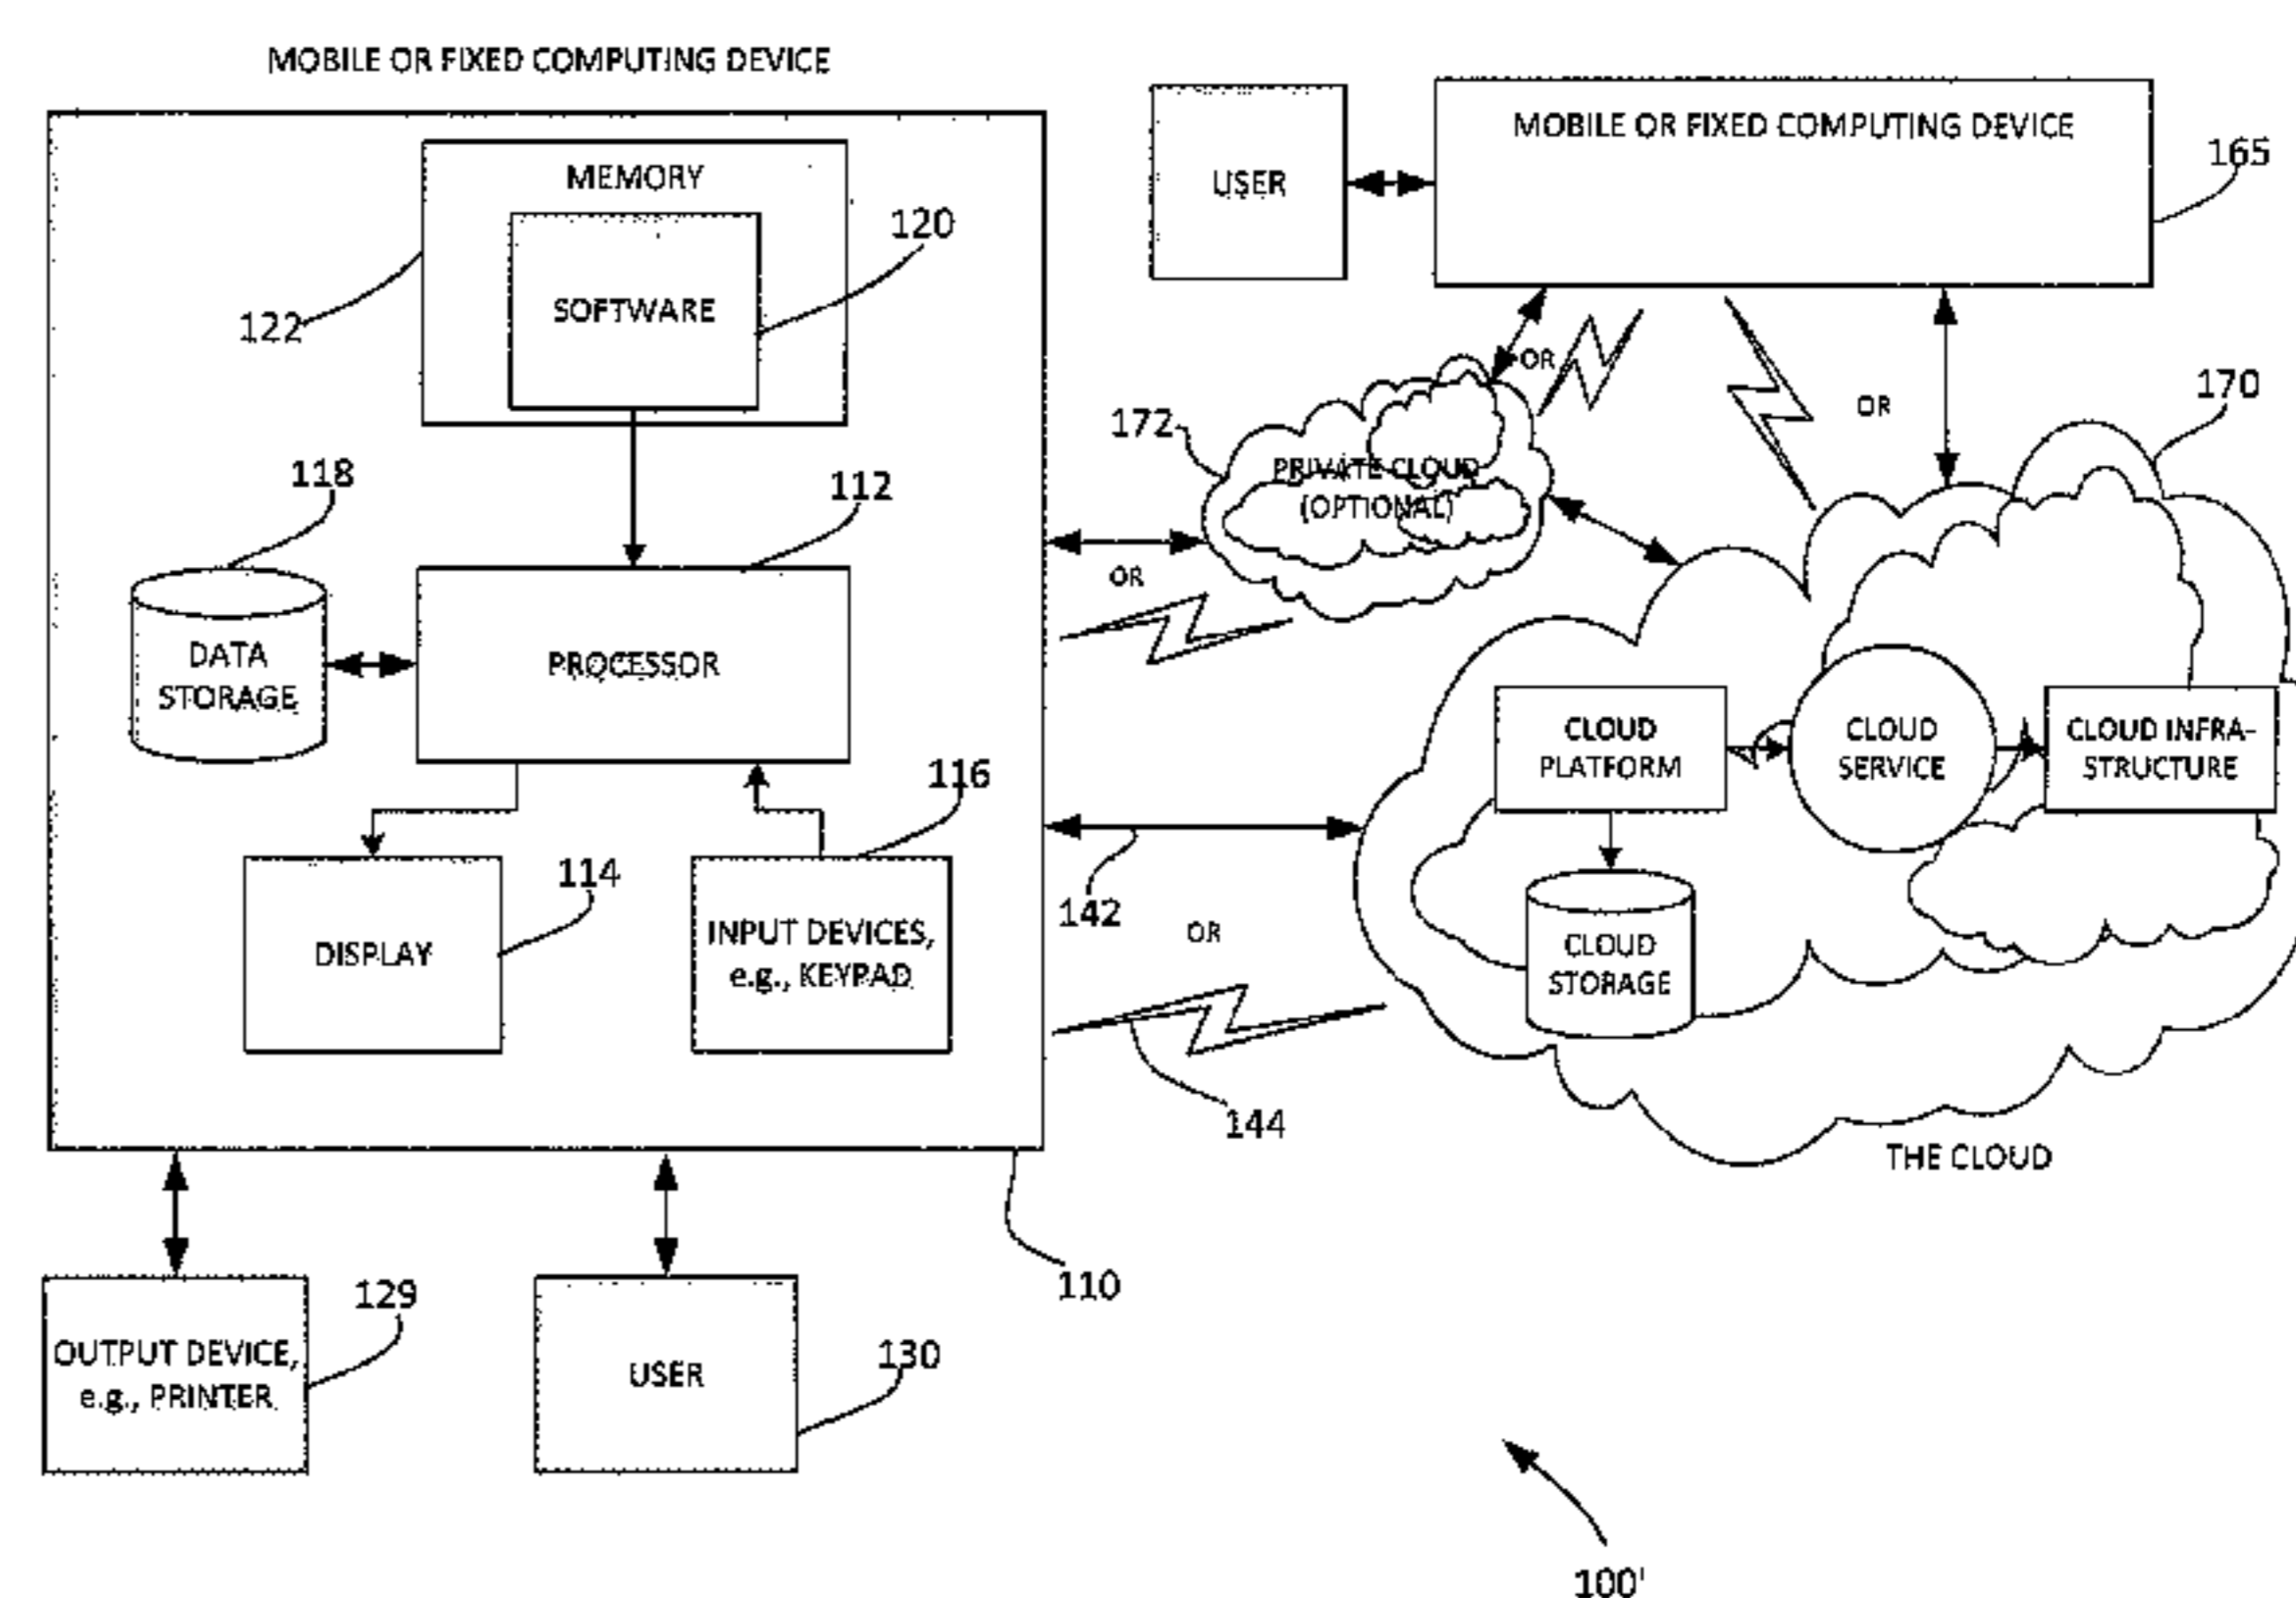 MOBILE OR FIXED COMPUTING DEVICE
MEMORY
SOFTWARE
120
122
118
112
DATA
STORAGE
PROCESSOR
116
114
DISPLAY
INPUT DEVICES,
e.g., KEYPAD
129
OUTPUT DEVICE,
e.g., PRINTER
USER
130
110
USER
MOBILE OR FIXED COMPUTING DEVICE
165
OR
OR
170
172
PRIVATE CLOUD
(OPTIONAL)
OR
CLOUD
PLATFORM
CLOUD
SERVICE
CLOUD INFRA-
STRUCTURE
142
OR
CLOUD
STORAGE
144
THE CLOUD
100'